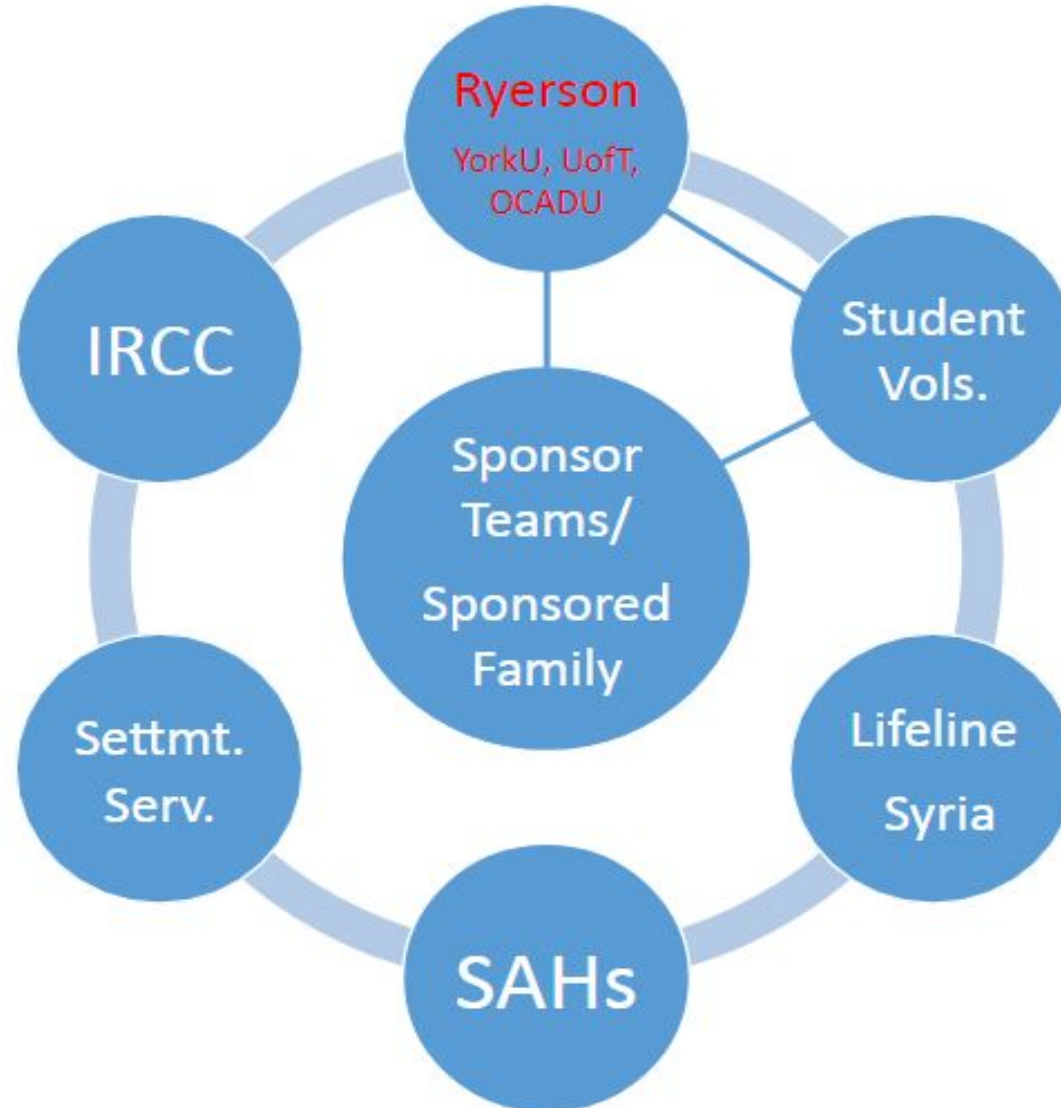 Ryerson
YorkU, UofT,
OCADU
Student
Vols.
Lifeline
Syria
SAHs
Settmt.
Serv.
IRCC
Sponsor
Teams/
Sponsored
Family